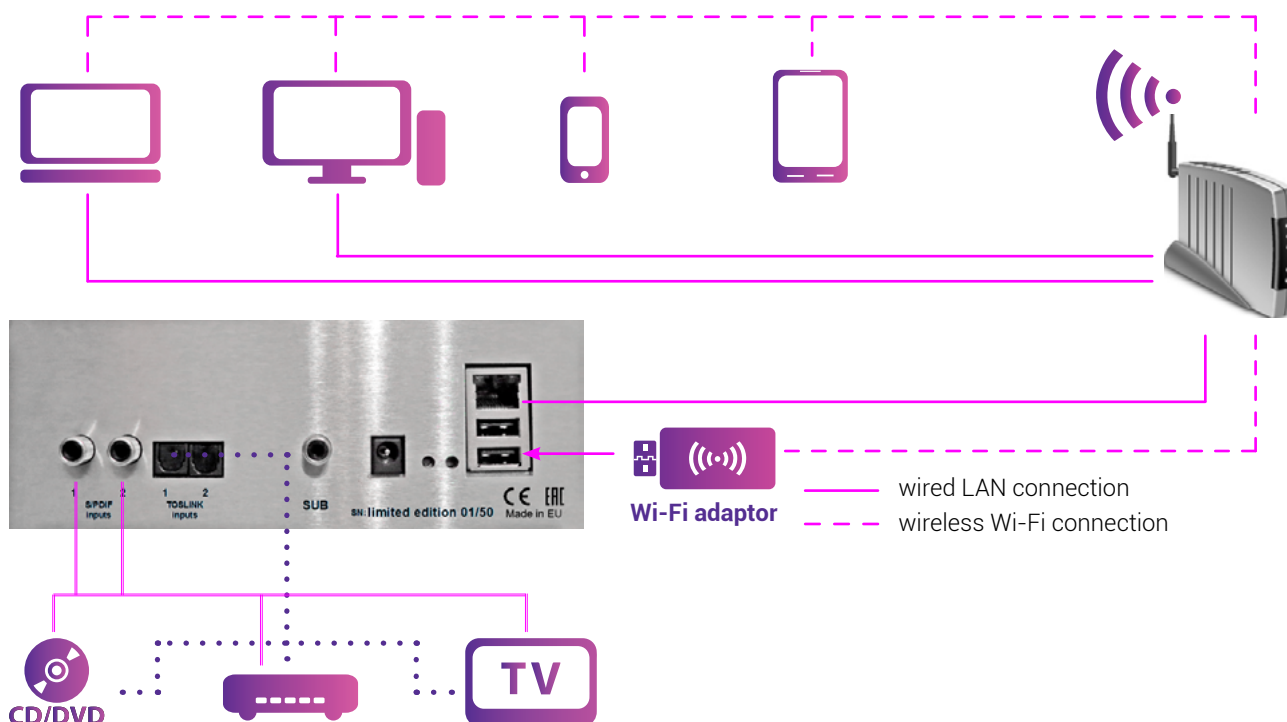 1
2
S/PDIF
inputs
1 2
TOSLINK
inputs
SUB
SN: limited edition 01/50
CE EAC
Made in EU
Wi-Fi adaptor
wired LAN connection
wireless Wi-Fi connection
CD/DVD
TV